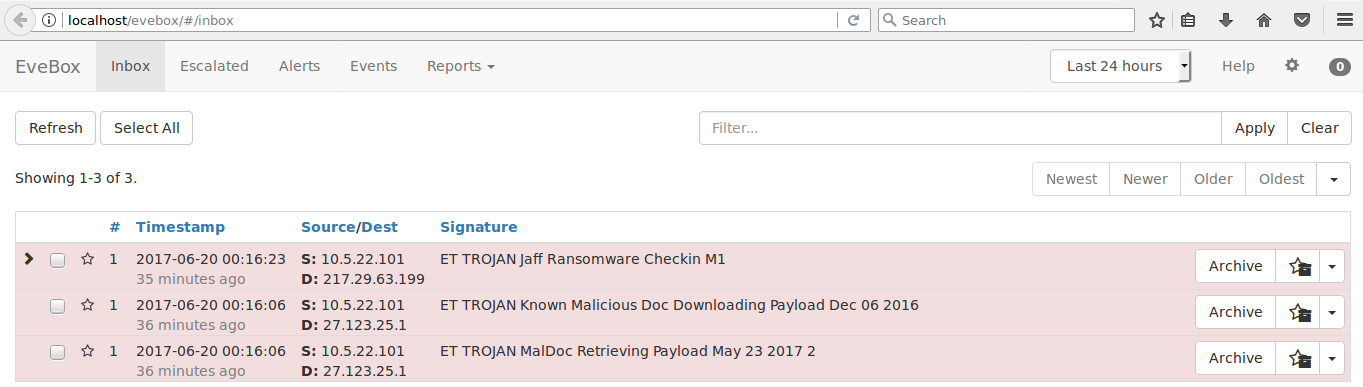 localhost/evebox/#/inbox
Search
EveBox Inbox Escalated Alerts Events Reports Last 24 hours Help 0
Refresh Select All Filter... Apply Clear
Showing 1-3 of 3. Newest Newer Older Oldest
# Timestamp Source/Dest Signature
1 2017-06-20 00:16:23 S: 10.5.22.101 ET TROJAN Jaff Ransomware Checkin M1 Archive
35 minutes ago D: 217.29.63.199
1 2017-06-20 00:16:06 S: 10.5.22.101 ET TROJAN Known Malicious Doc Downloading Payload Dec 06 2016 Archive
36 minutes ago D: 27.123.25.1
1 2017-06-20 00:16:06 S: 10.5.22.101 ET TROJAN MalDoc Retrieving Payload May 23 2017 2 Archive
36 minutes ago D: 27.123.25.1